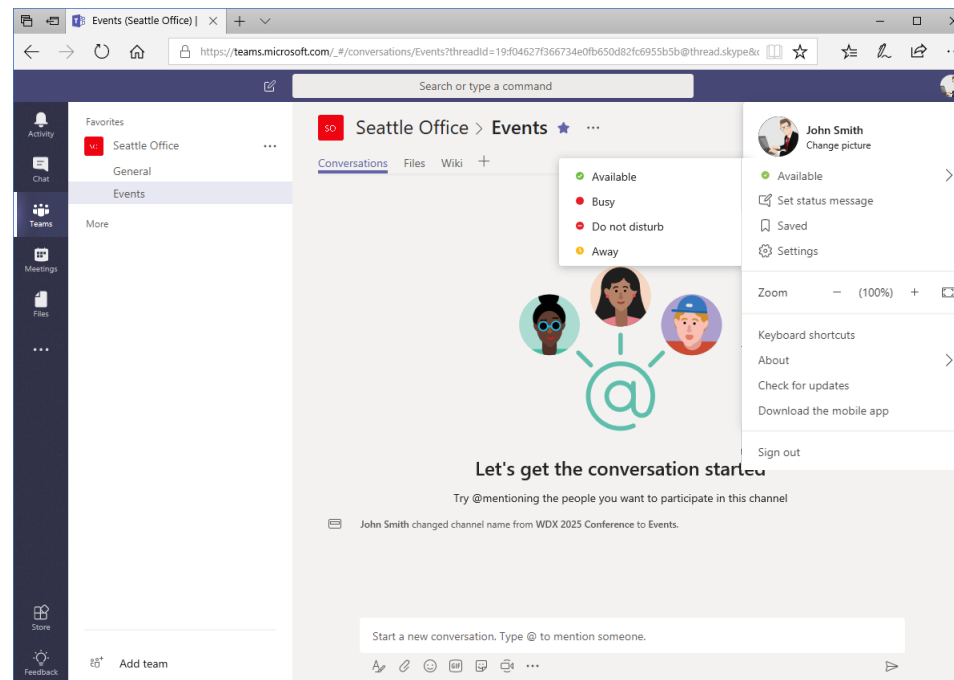 Events (Seattle Office) |
https://teams.microsoft.com/_#/conversations/Events?threadId=19:f04627f366734e0fb650d82fc6955b5b@thread.skype&c
Search or type a command
Activity
Chat
Teams
Meetings
Files
Store
Feedback
Favorites
SC Seattle Office
General
Events
More
Add team
SO Seattle Office > Events
Conversations Files Wiki
Available
Busy
Do not disturb
Away
John Smith
Change picture
Available
Set status message
Saved
Settings
Zoom − (100%) +
Keyboard shortcuts
About
Check for updates
Download the mobile app
Sign out
@
Let's get the conversation started
Try @mentioning the people you want to participate in this channel
John Smith changed channel name from WDX 2025 Conference to Events.
Start a new conversation. Type @ to mention someone.
GIF